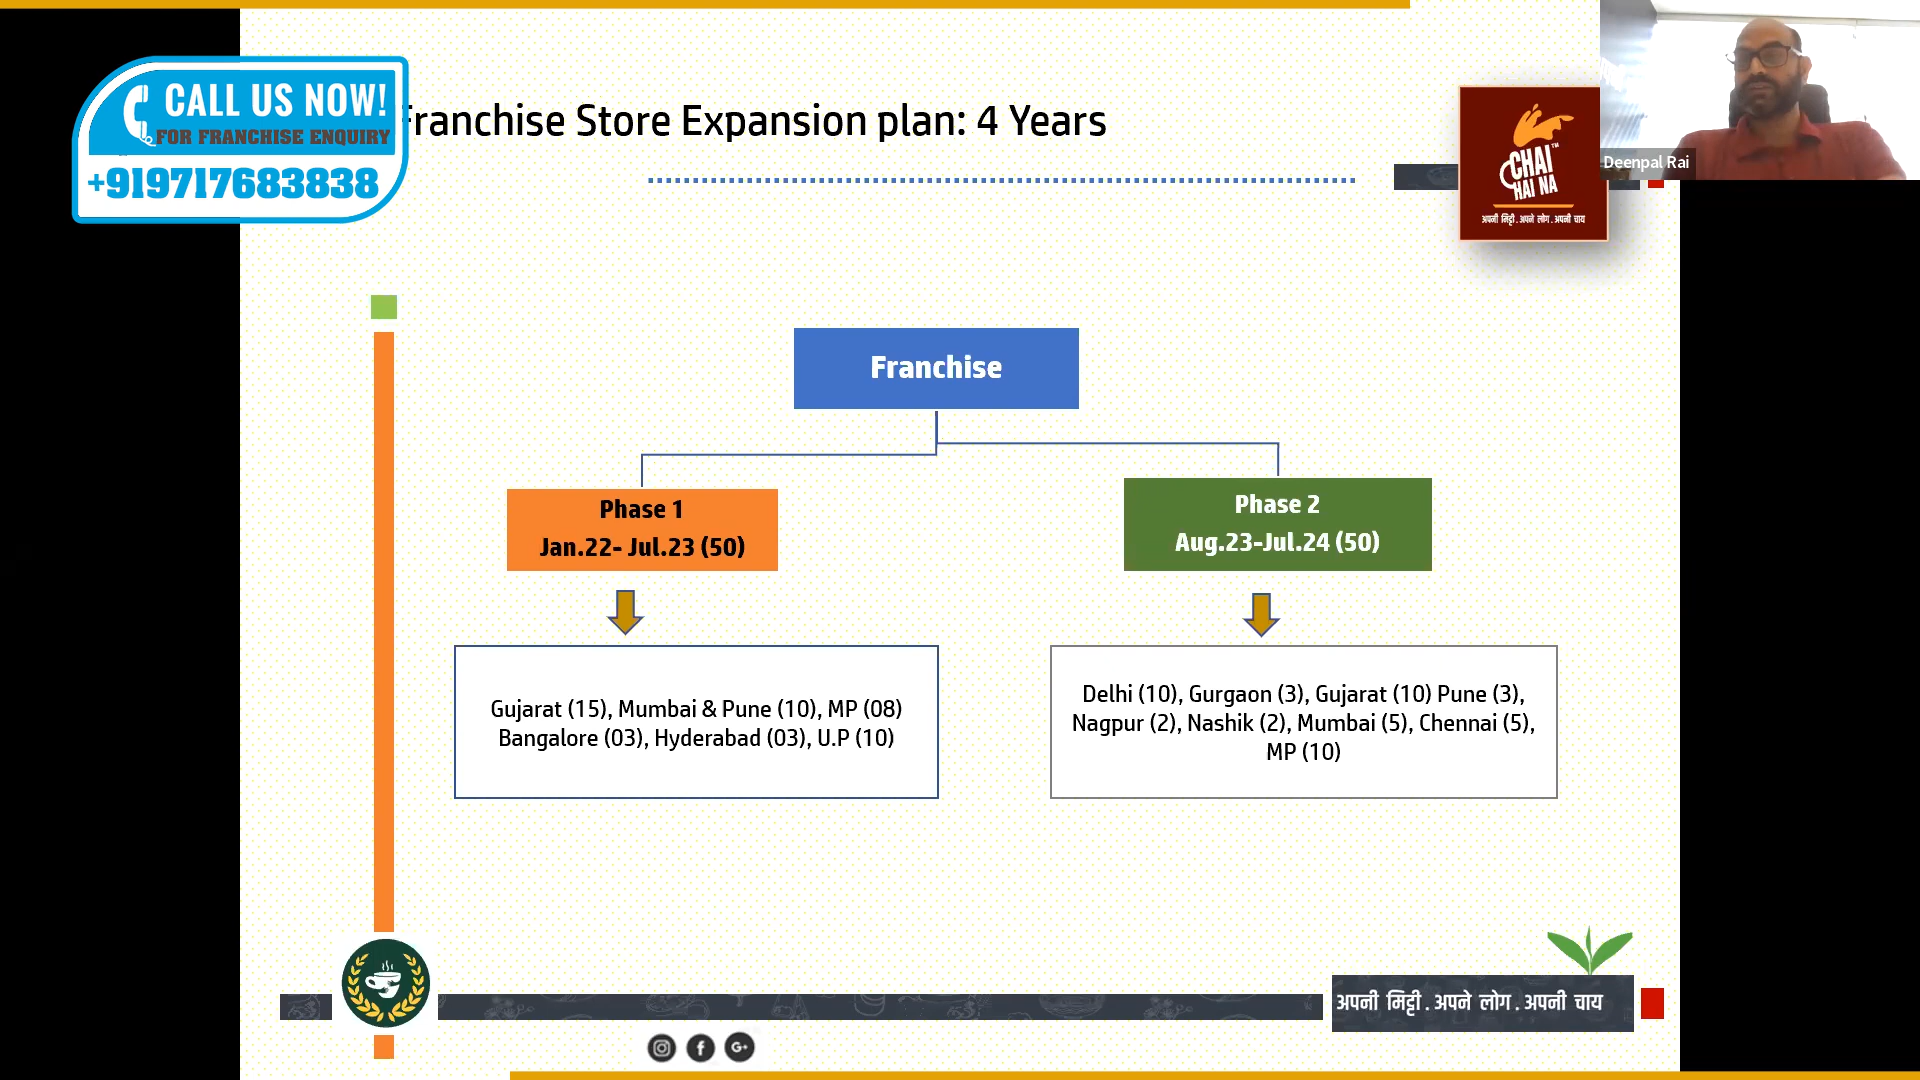 CALL US NOW!
FOR FRANCHISE ENQUIRY
+919717683838
Franchise Store Expansion plan: 4 Years
CHAI™
HAI NA
अपनी मिट्टी . अपने लोग . अपनी चाय
Deenpal Rai
Franchise
Phase 1
Jan.22- Jul.23 (50)
Phase 2
Aug.23-Jul.24 (50)
Gujarat (15), Mumbai & Pune (10), MP (08)
Bangalore (03), Hyderabad (03), U.P (10)
Delhi (10), Gurgaon (3), Gujarat (10) Pune (3),
Nagpur (2), Nashik (2), Mumbai (5), Chennai (5),
MP (10)
अपनी मिट्टी . अपने लोग . अपनी चाय
f
G+